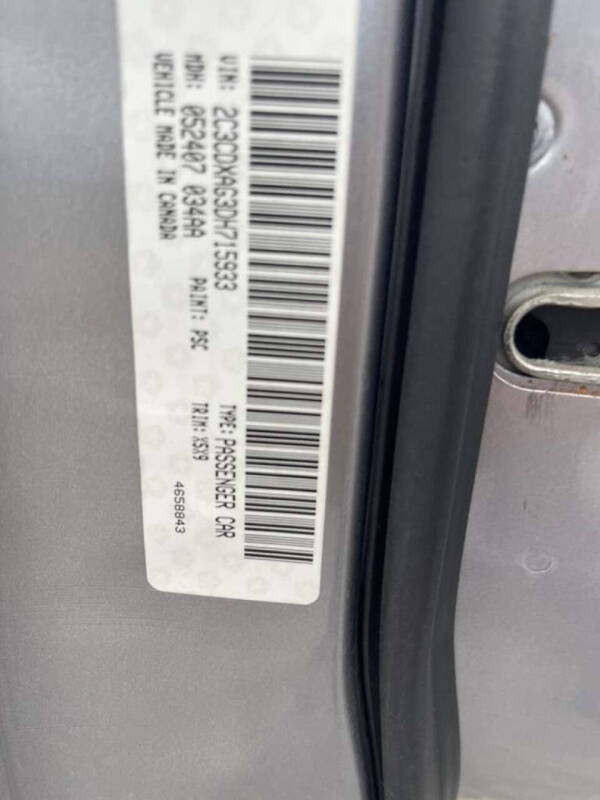 VIN: 2C3CDXAG3DH715933 TYPE: PASSENGER CAR
MDH: 052407 034AA PAINT: PSC TRIM: X5X9
VEHICLE MADE IN CANADA 4658843